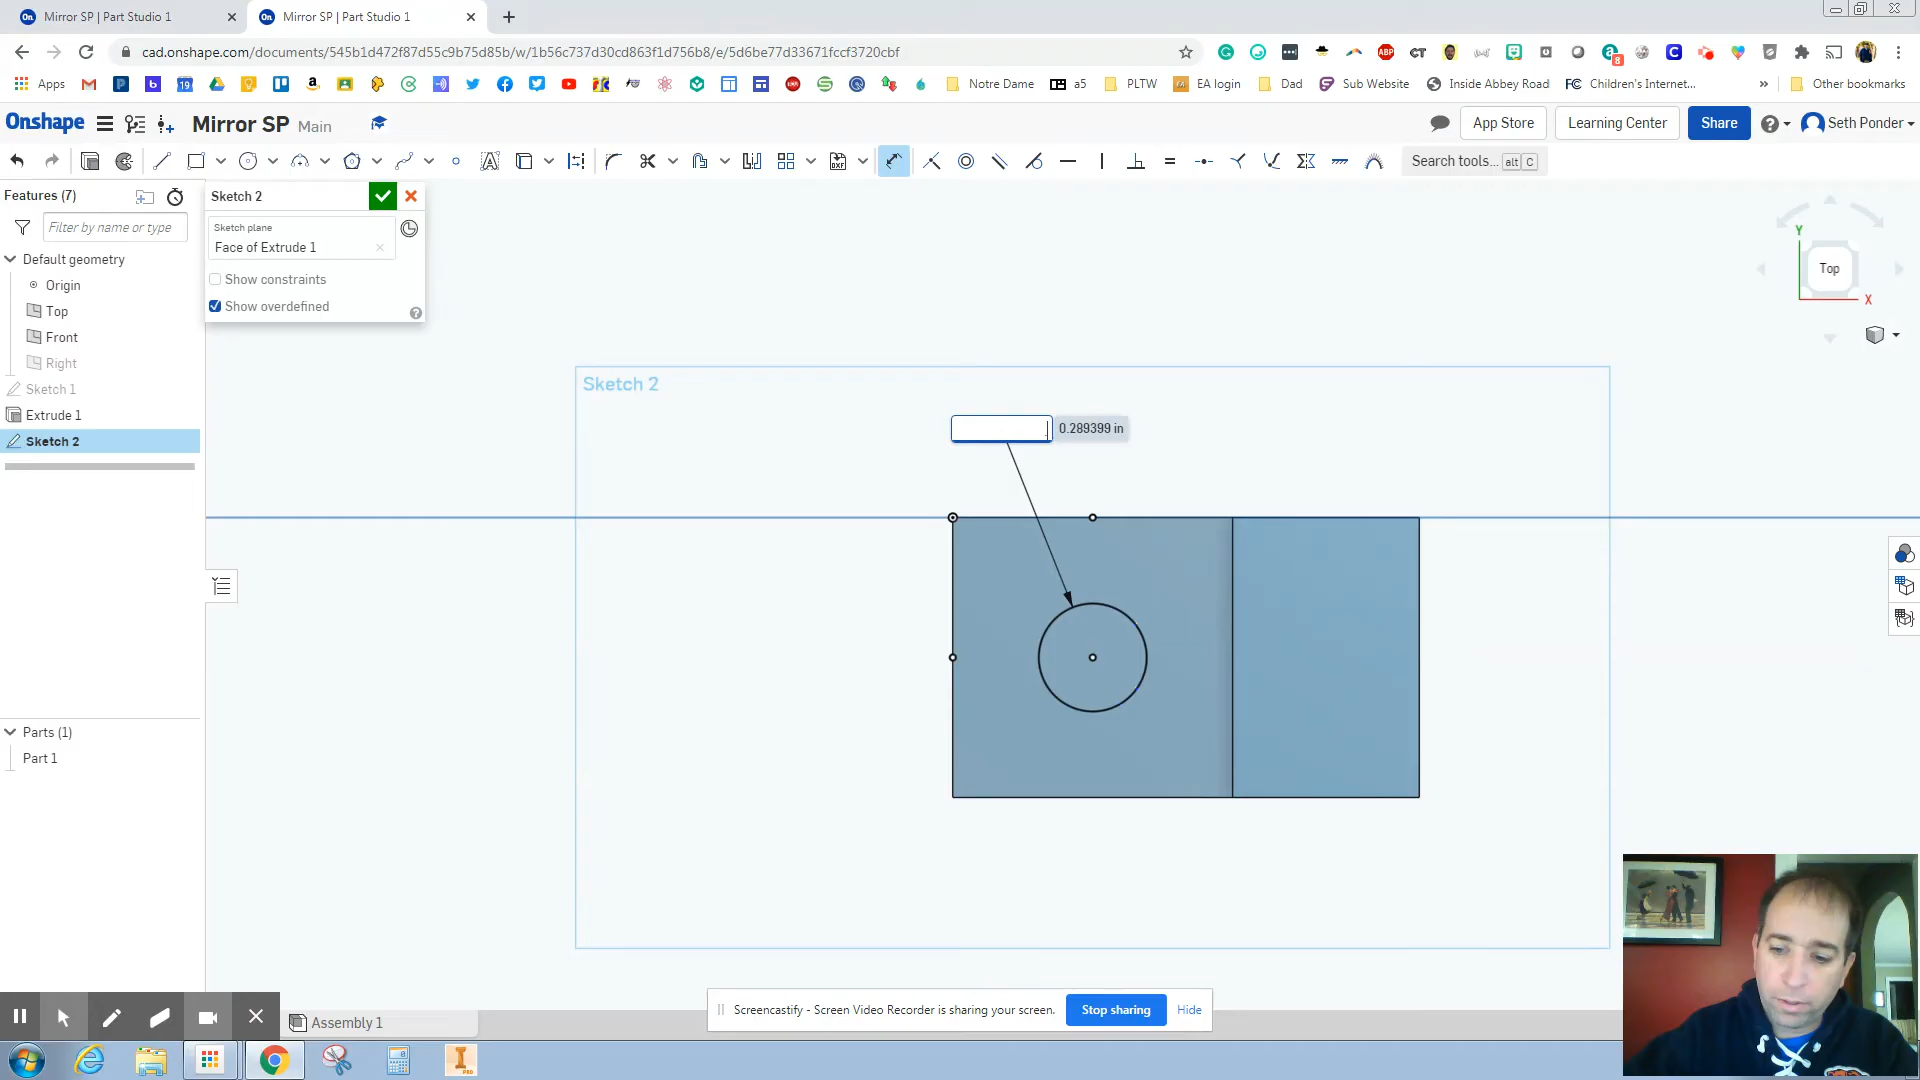 Mirror SP | Part Studio 1
Mirror SP | Part Studio 1
cad.onshape.com/documents/545b1d472f87d55c9b75d85b/w/1b56c737d30cd863f1d756b8/e/5d6be77d33671fccf3720cbf
ABP
CT
8
Apps
19
Notre Dame
a5
PLTW
EA login
Dad
Sub Website
Inside Abbey Road
Children's Internet...
»
Other bookmarks
Onshape
Mirror SP Main
App Store
Learning Center
Share
Seth Ponder
Search tools... alt C
Features (7)
Filter by name or type
Default geometry
Origin
Top
Front
Right
Sketch 1
Extrude 1
Sketch 2
Parts (1)
Part 1
Sketch 2
Sketch plane
Face of Extrude 1
Show constraints
Show overdefined
Y
Top
X
Sketch 2
0.289399 in
Screencastify - Screen Video Recorder is sharing your screen.
Stop sharing
Hide
Assembly 1